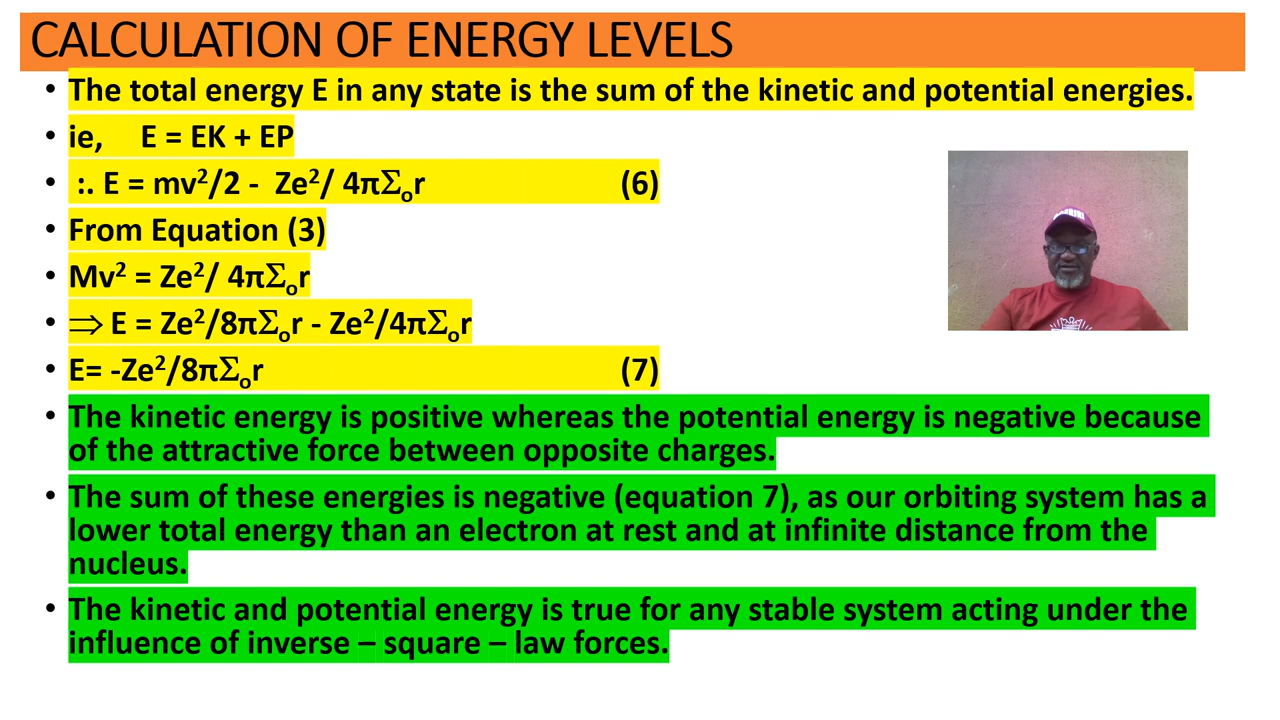 CALCULATION OF ENERGY LEVELS
• The total energy E in any state is the sum of the kinetic and potential energies.
• ie, E = EK + EP
• :. E = mv²/2 - Ze²/ 4πΣₒr (6)
• From Equation (3)
• Mv² = Ze²/ 4πΣₒr
• ⇒ E = Ze²/8πΣₒr - Ze²/4πΣₒr
• E= -Ze²/8πΣₒr (7)
• The kinetic energy is positive whereas the potential energy is negative because
of the attractive force between opposite charges.
• The sum of these energies is negative (equation 7), as our orbiting system has a
lower total energy than an electron at rest and at infinite distance from the
nucleus.
• The kinetic and potential energy is true for any stable system acting under the
influence of inverse – square – law forces.